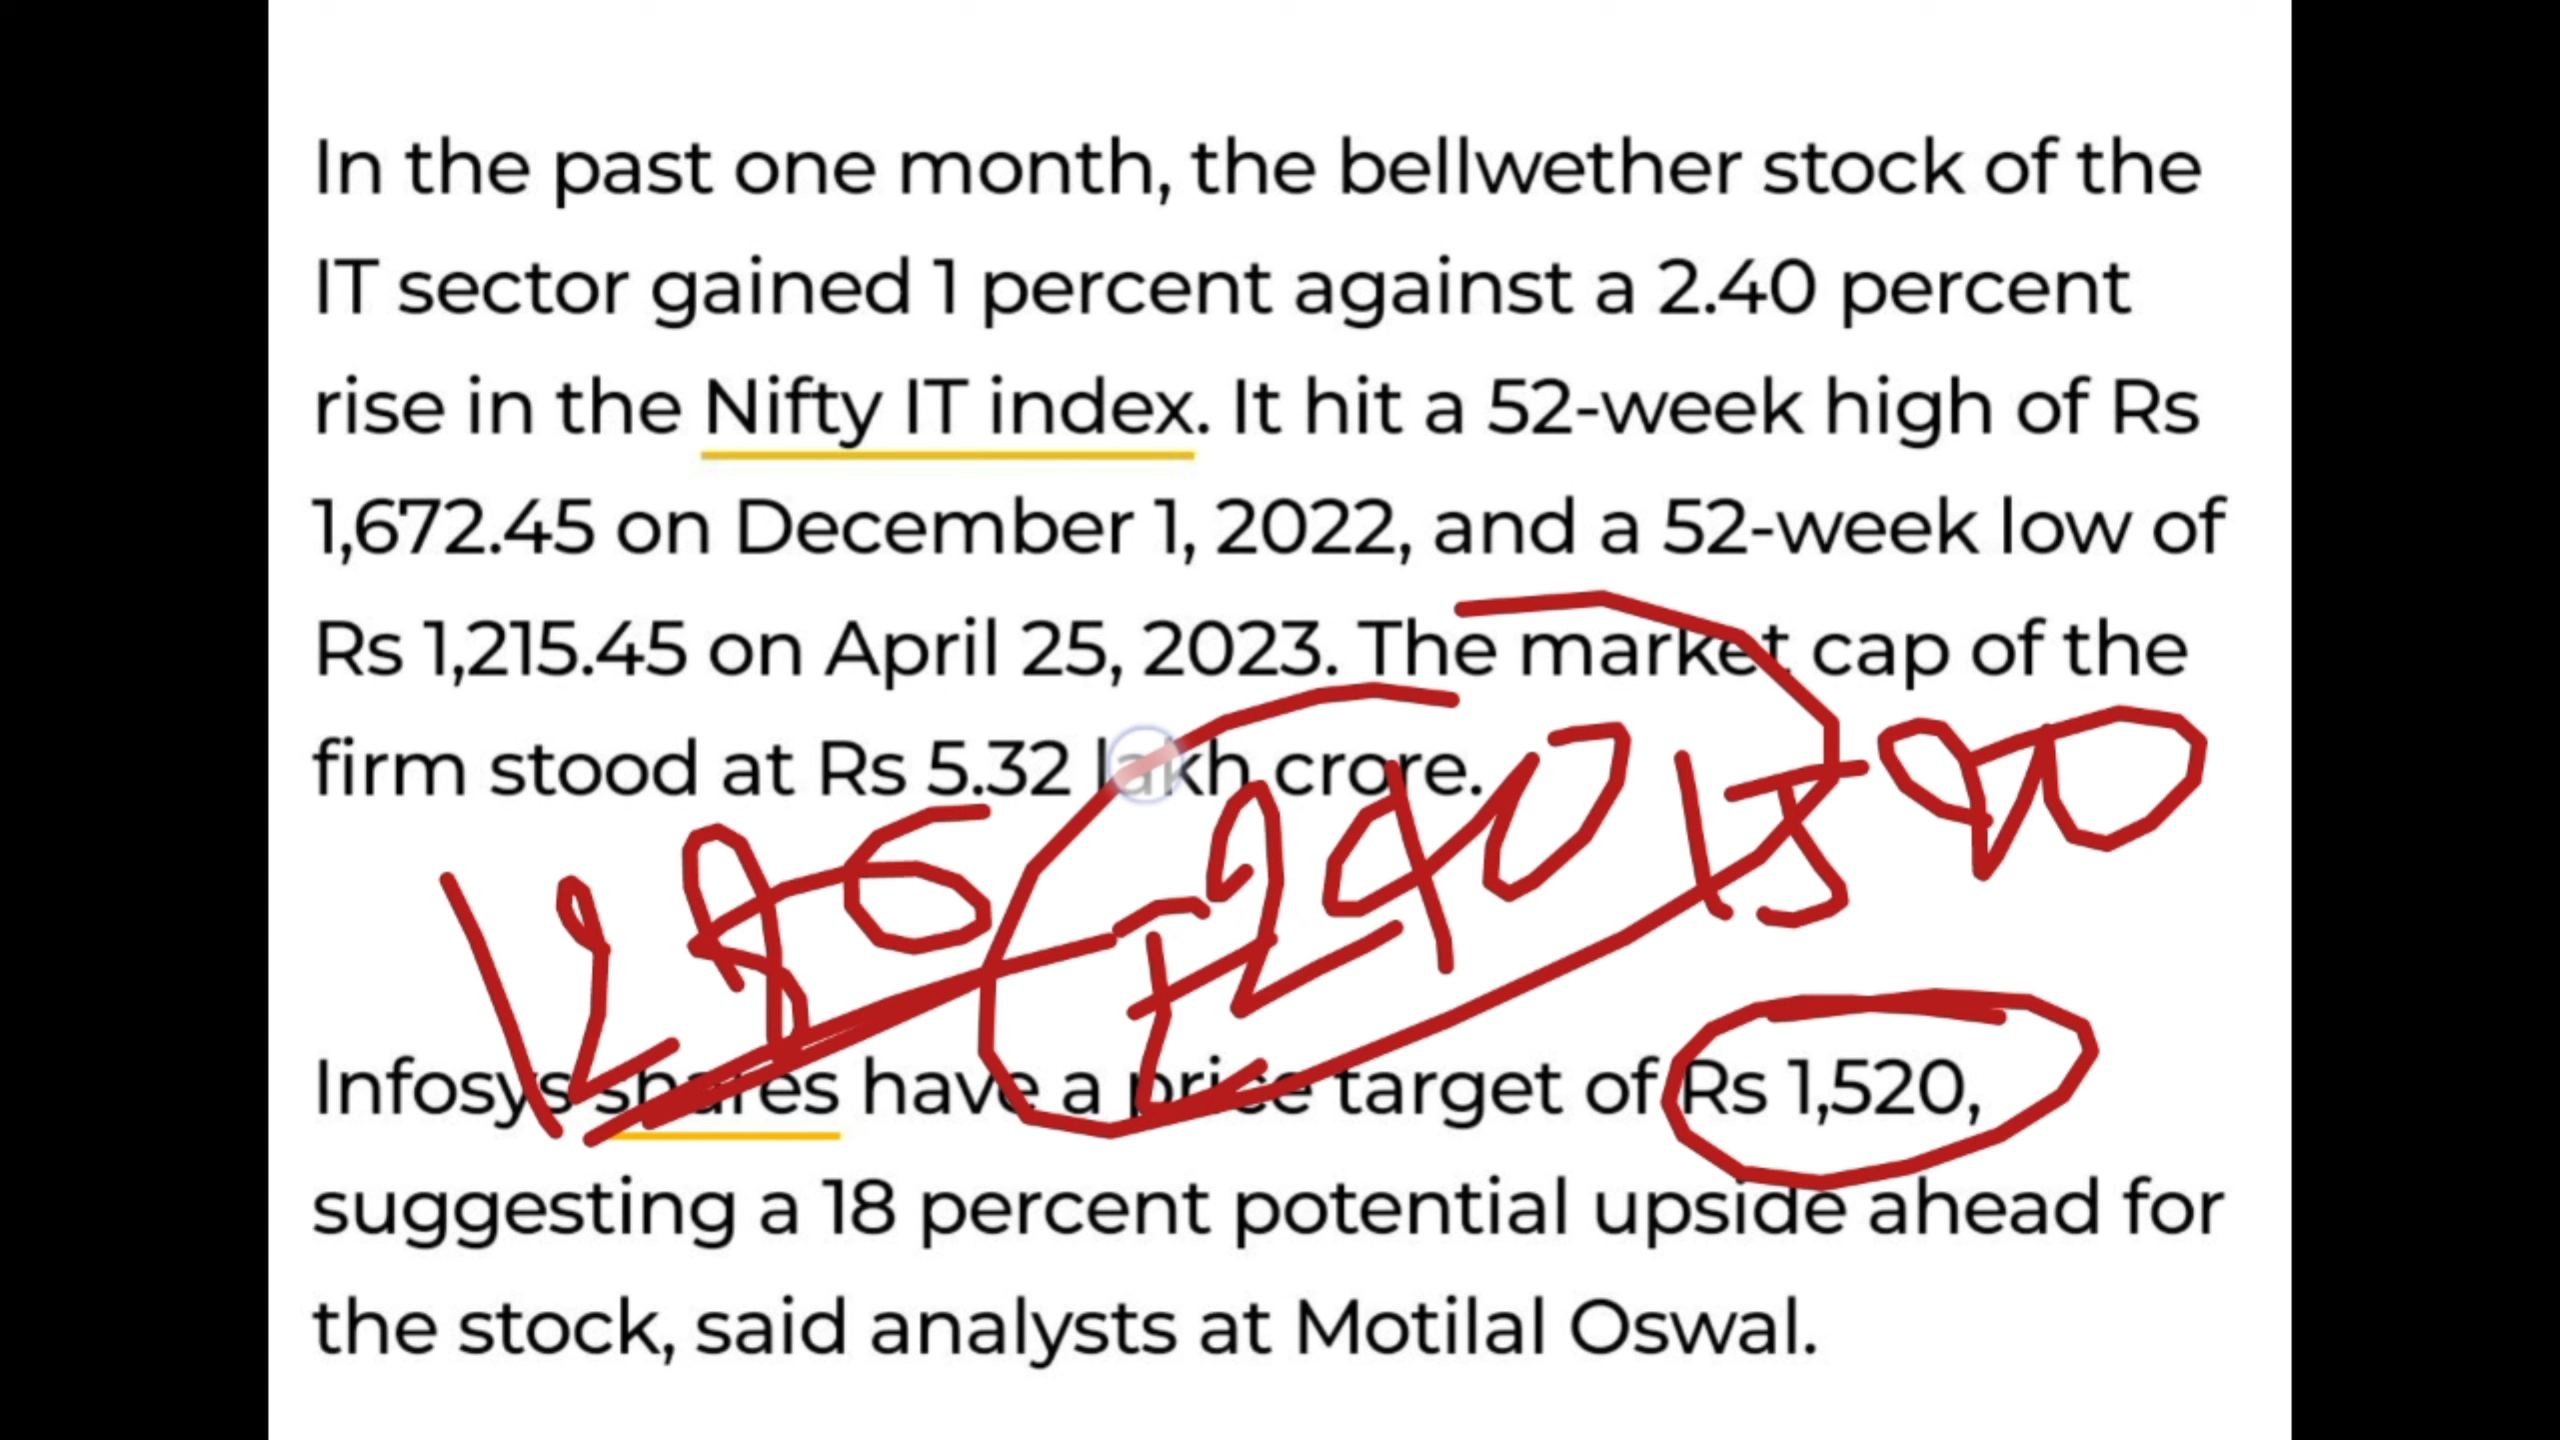 In the past one month, the bellwether stock of the
IT sector gained 1 percent against a 2.40 percent
rise in the Nifty IT index. It hit a 52-week high of Rs
1,672.45 on December 1, 2022, and a 52-week low of
Rs 1,215.45 on April 25, 2023. The market cap of the
firm stood at Rs 5.32 lakh crore.
Infosys shares have a price target of Rs 1,520,
suggesting a 18 percent potential upside ahead for
the stock, said analysts at Motilal Oswal.